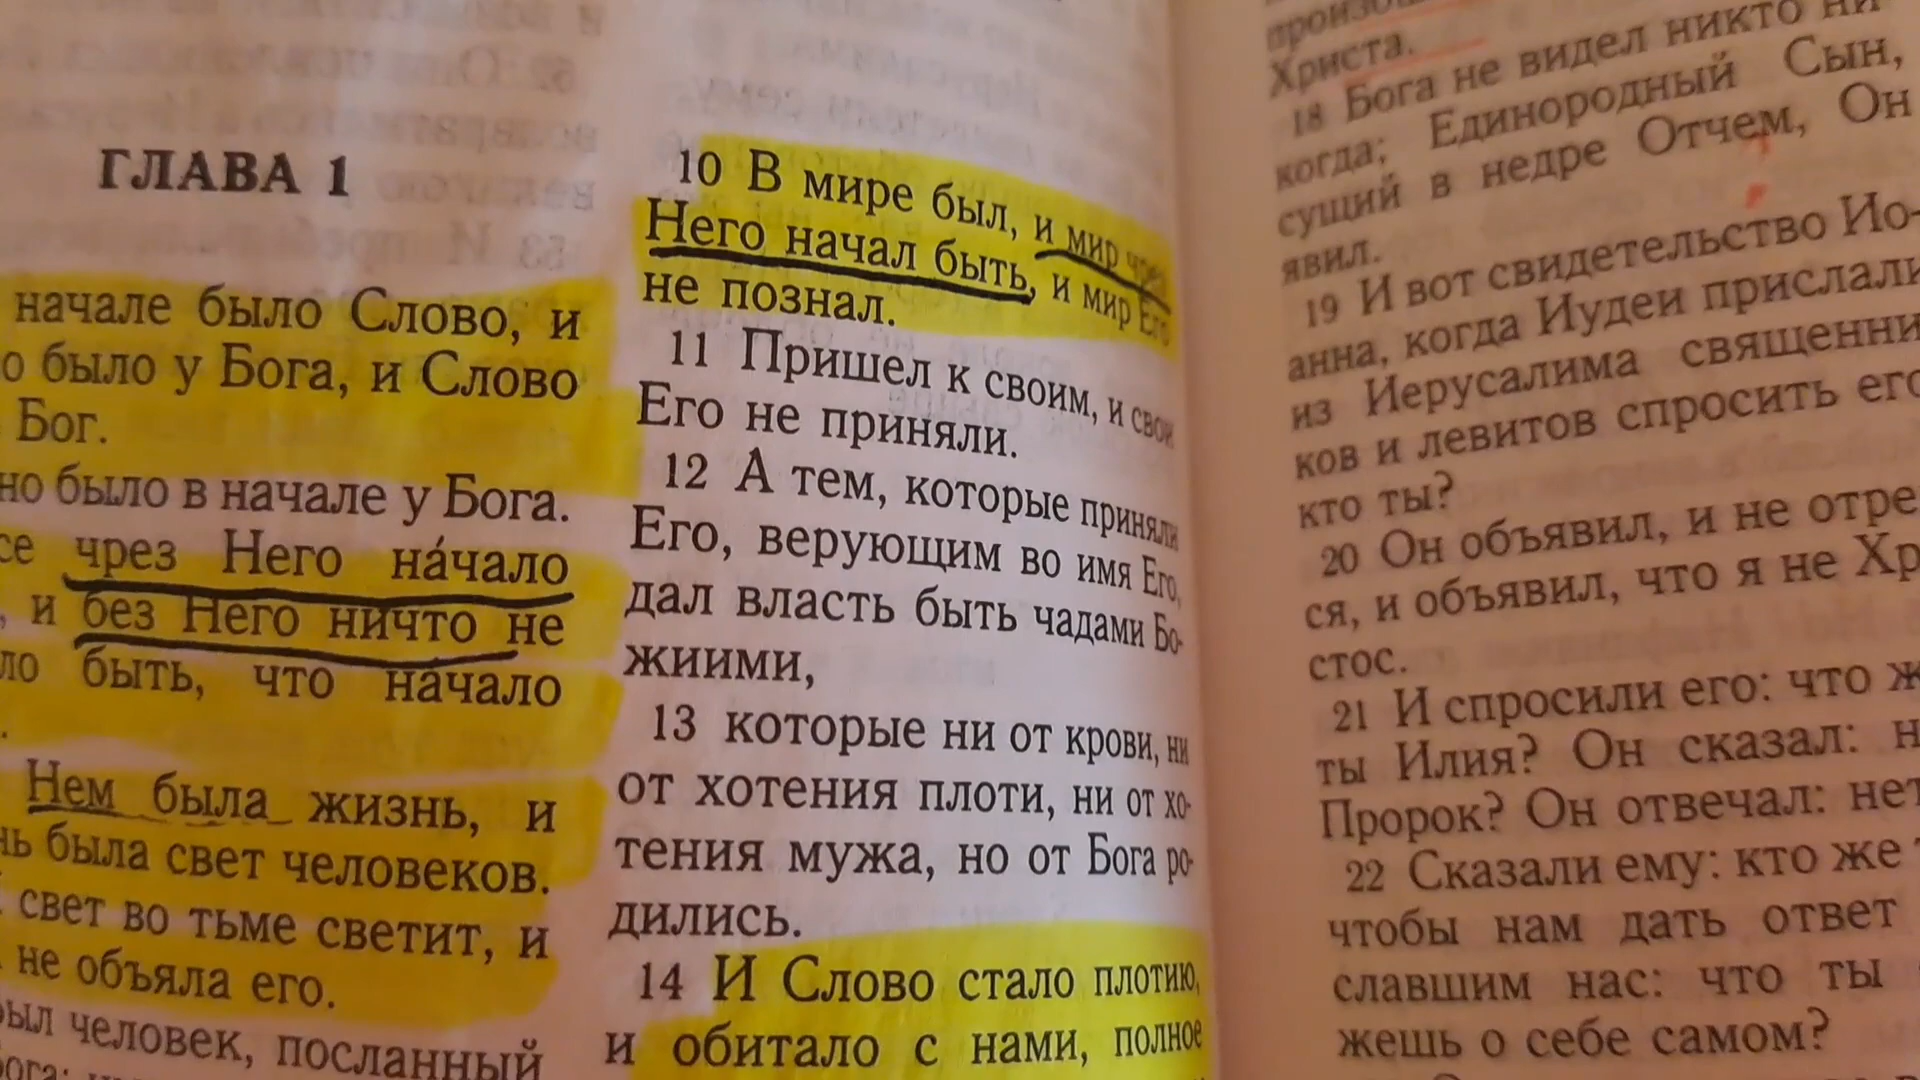 ГЛАВА 1
начале было Слово, и
о было у Бога, и Слово
Бог.
но было в начале у Бога.
се чрез Него на́чало
, и без Него ничто не
ло быть, что на́чало
.
Нем была жизнь, и
нь была свет человеков.
свет во тьме светит, и
не объяла его.
был человек, посланный
10 В мире был, и мир чрез
Него начал быть, и мир Его
не познал.
11 Пришел к своим, и свои
Его не приняли.
12 А тем, которые приняли
Его, верующим во имя Его,
дал власть быть чадами Бо-
жиими,
13 которые ни от крови, ни
от хотения плоти, ни от хо-
тения мужа, но от Бога ро-
дились.
14 И Слово стало плотию,
и обитало с нами, полное
Христа.
18 Бога не видел никто ни
когда; Единородный Сын,
сущий в недре Отчем, Он
явил.
19 И вот свидетельство Ио-
анна, когда Иудеи прислали
из Иерусалима священни
ков и левитов спросить его
кто ты?
20 Он объявил, и не отре
ся, и объявил, что я не Хр
стос.
21 И спросили его: что ж
ты Илия? Он сказал: н
Пророк? Он отвечал: нет
22 Сказали ему: кто же т
чтобы нам дать ответ
славшим нас: что ты
жешь о себе самом?